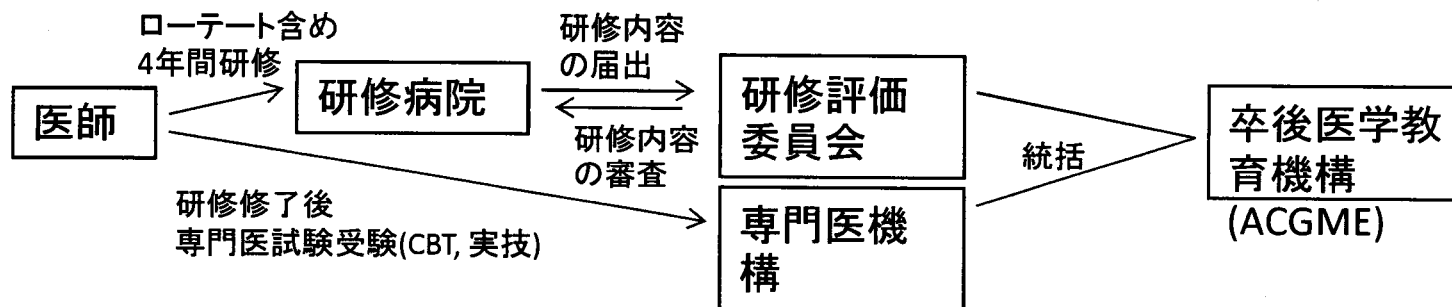 ローテート含め
4年間研修
医師
研修病院
研修内容
の届出
研修内容
の審査
研修評価
委員会
統括
卒後医学教
育機構
(ACGME)
研修修了後
専門医試験受験(CBT, 実技)
専門医機
構